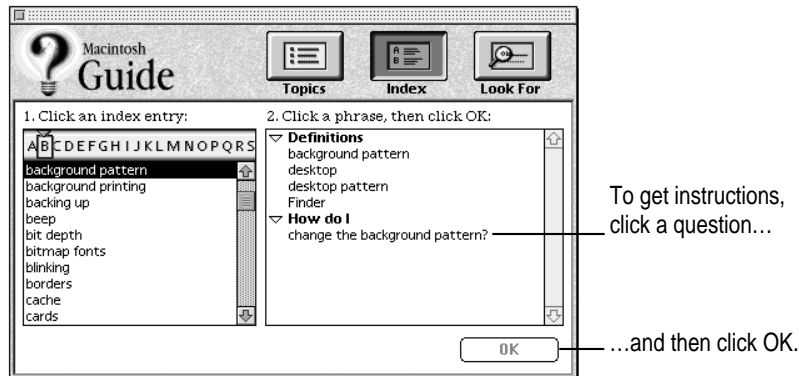 Macintosh
Guide
Topics
Index
Look For
1. Click an index entry:
A B C D E F G H I J K L M N O P Q R S
background pattern
background printing
backing up
beep
bit depth
bitmap fonts
blinking
borders
cache
cards
2. Click a phrase, then click OK:
Definitions
background pattern
desktop
desktop pattern
Finder
How do I
change the background pattern?
OK
To get instructions,
click a question…
…and then click OK.